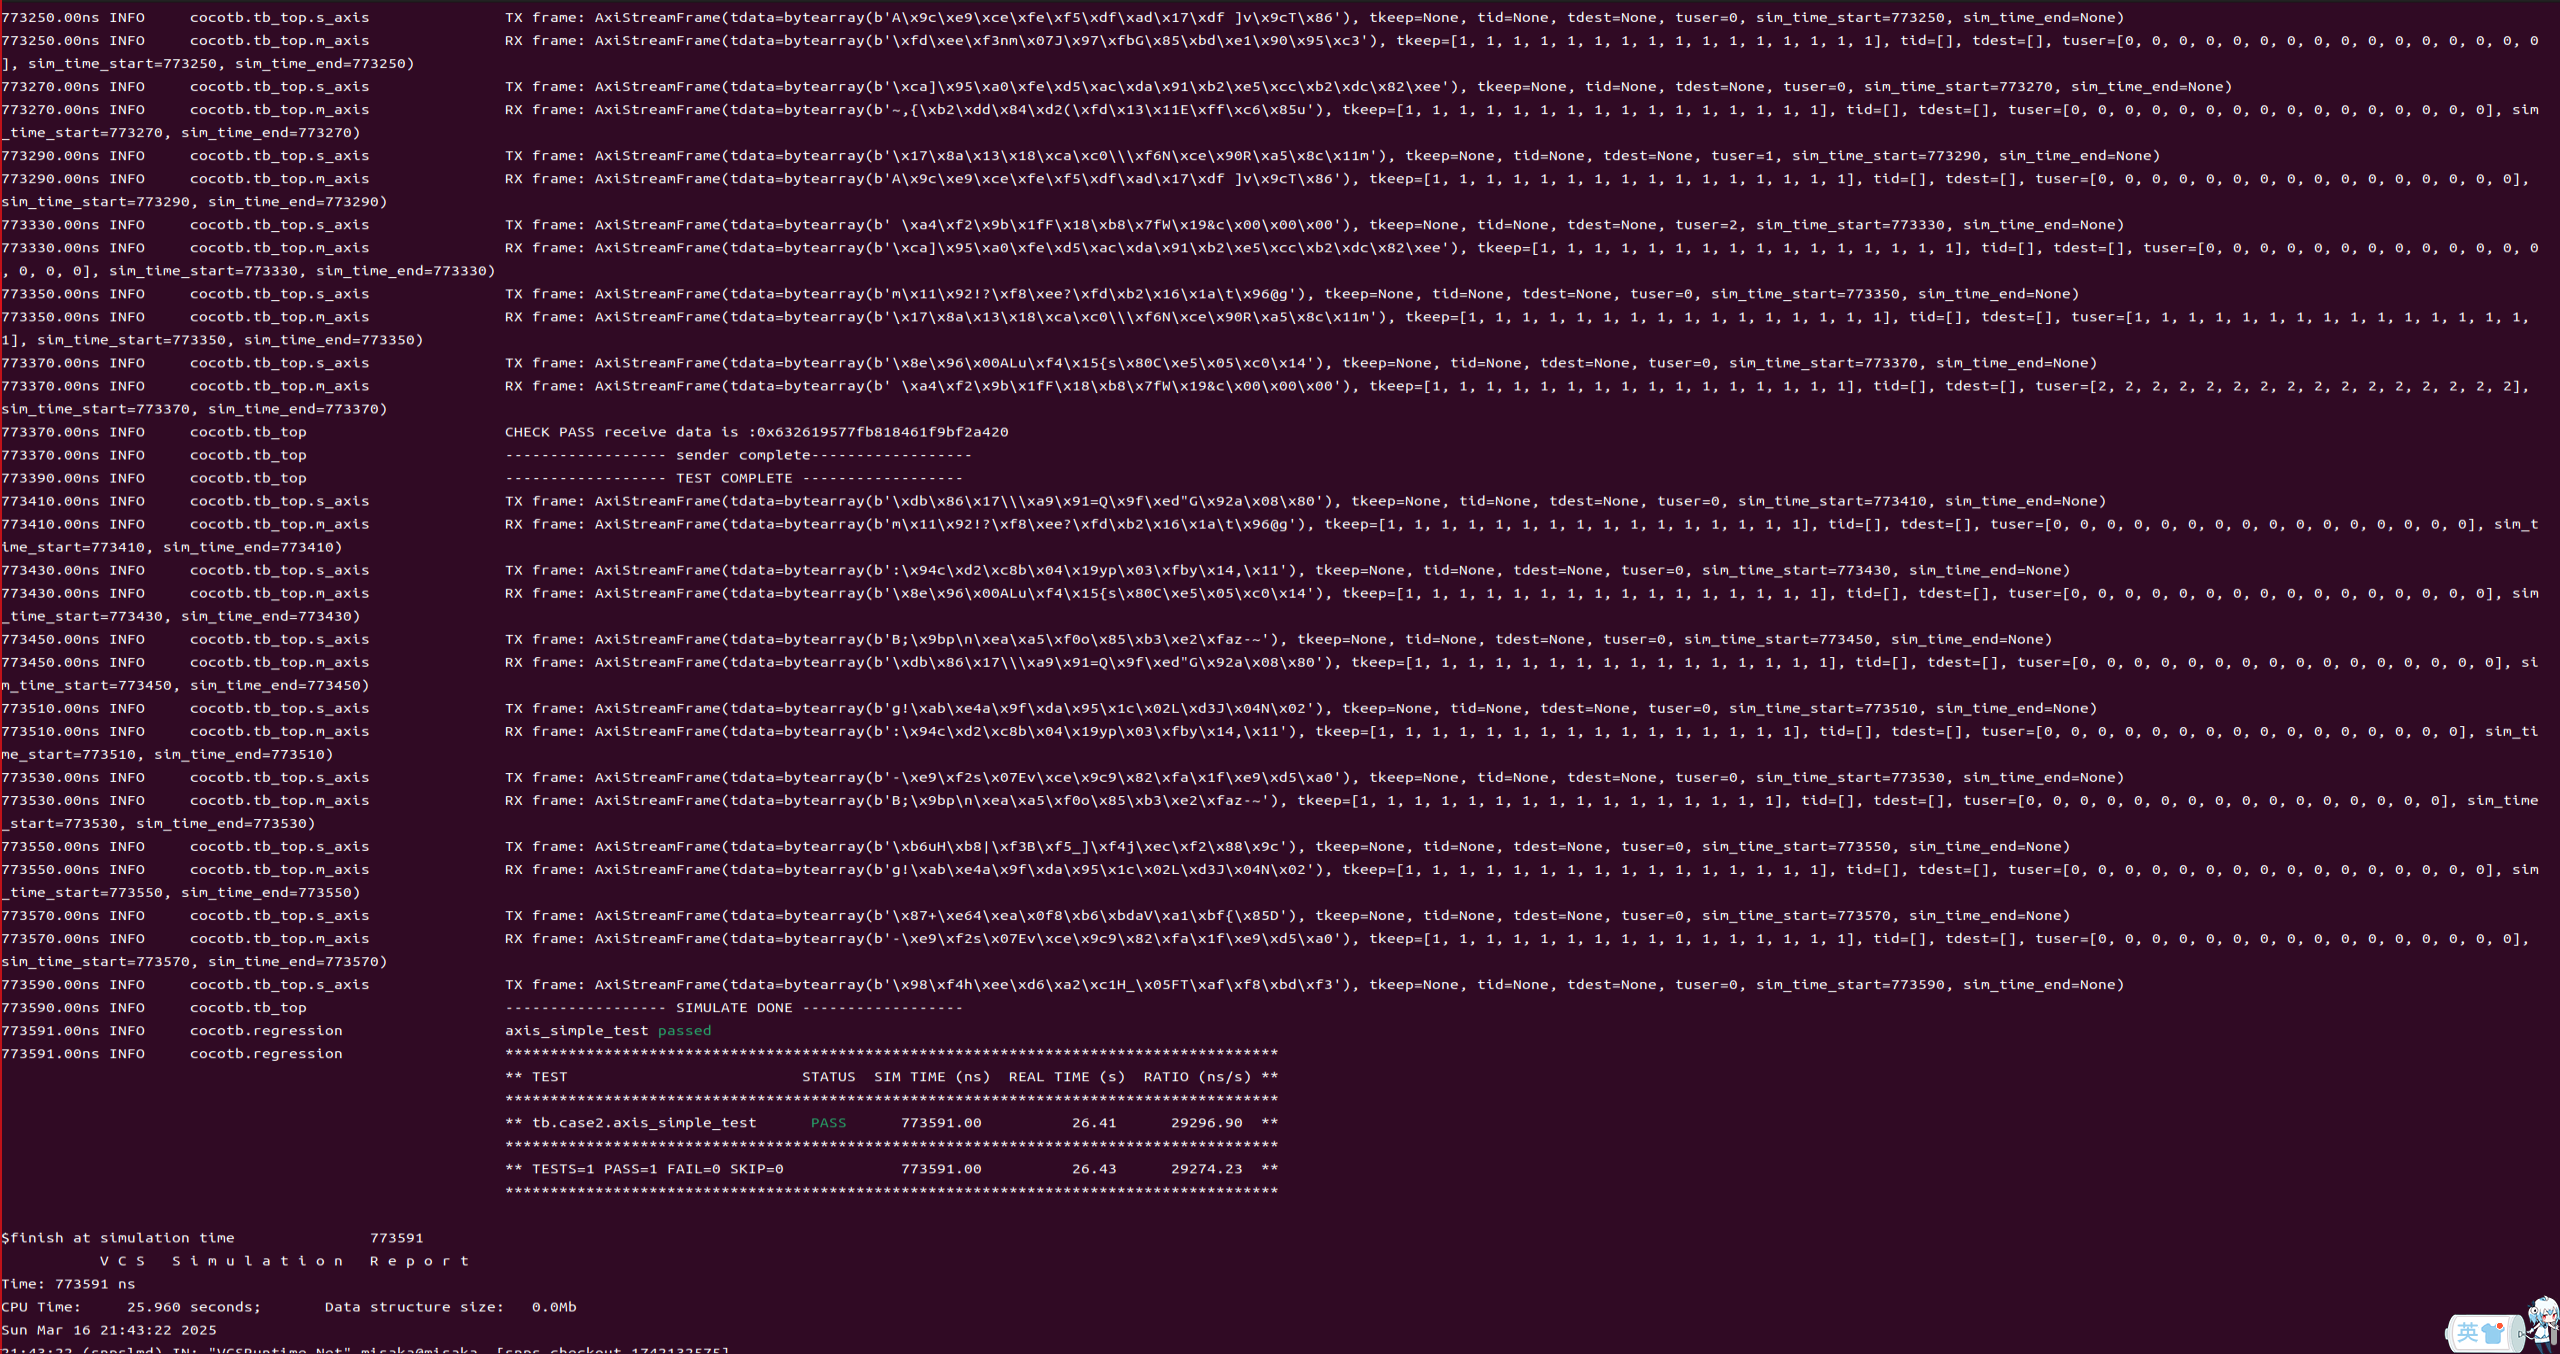 773250.00ns INFO     cocotb.tb_top.s_axis               TX frame: AxiStreamFrame(tdata=bytearray(b'A\x9c\xe9\xce\xfe\xf5\xdf\xad\x17\xdf ]v\x9cT\x86'), tkeep=None, tid=None, tdest=None, tuser=0, sim_time_start=773250, sim_time_end=None)
773250.00ns INFO     cocotb.tb_top.m_axis               RX frame: AxiStreamFrame(tdata=bytearray(b'\xfd\xee\xf3nm\x07J\x97\xfbG\x85\xbd\xe1\x90\x95\xc3'), tkeep=[1, 1, 1, 1, 1, 1, 1, 1, 1, 1, 1, 1, 1, 1, 1, 1], tid=[], tdest=[], tuser=[0, 0, 0, 0, 0, 0, 0, 0, 0, 0, 0, 0, 0, 0, 0, 0
], sim_time_start=773250, sim_time_end=773250)
773270.00ns INFO     cocotb.tb_top.s_axis               TX frame: AxiStreamFrame(tdata=bytearray(b'\xca]\x95\xa0\xfe\xd5\xac\xda\x91\xb2\xe5\xcc\xb2\xdc\x82\xee'), tkeep=None, tid=None, tdest=None, tuser=0, sim_time_start=773270, sim_time_end=None)
773270.00ns INFO     cocotb.tb_top.m_axis               RX frame: AxiStreamFrame(tdata=bytearray(b'~,{\xb2\xdd\x84\xd2(\xfd\x13\x11E\xff\xc6\x85u'), tkeep=[1, 1, 1, 1, 1, 1, 1, 1, 1, 1, 1, 1, 1, 1, 1, 1], tid=[], tdest=[], tuser=[0, 0, 0, 0, 0, 0, 0, 0, 0, 0, 0, 0, 0, 0, 0, 0], sim
_time_start=773270, sim_time_end=773270)
773290.00ns INFO     cocotb.tb_top.s_axis               TX frame: AxiStreamFrame(tdata=bytearray(b'\x17\x8a\x13\x18\xca\xc0\\\xf6N\xce\x90R\xa5\x8c\x11m'), tkeep=None, tid=None, tdest=None, tuser=1, sim_time_start=773290, sim_time_end=None)
773290.00ns INFO     cocotb.tb_top.m_axis               RX frame: AxiStreamFrame(tdata=bytearray(b'A\x9c\xe9\xce\xfe\xf5\xdf\xad\x17\xdf ]v\x9cT\x86'), tkeep=[1, 1, 1, 1, 1, 1, 1, 1, 1, 1, 1, 1, 1, 1, 1, 1], tid=[], tdest=[], tuser=[0, 0, 0, 0, 0, 0, 0, 0, 0, 0, 0, 0, 0, 0, 0, 0],
sim_time_start=773290, sim_time_end=773290)
773330.00ns INFO     cocotb.tb_top.s_axis               TX frame: AxiStreamFrame(tdata=bytearray(b' \xa4\xf2\x9b\x1fF\x18\xb8\x7fW\x19&c\x00\x00\x00'), tkeep=None, tid=None, tdest=None, tuser=2, sim_time_start=773330, sim_time_end=None)
773330.00ns INFO     cocotb.tb_top.m_axis               RX frame: AxiStreamFrame(tdata=bytearray(b'\xca]\x95\xa0\xfe\xd5\xac\xda\x91\xb2\xe5\xcc\xb2\xdc\x82\xee'), tkeep=[1, 1, 1, 1, 1, 1, 1, 1, 1, 1, 1, 1, 1, 1, 1, 1], tid=[], tdest=[], tuser=[0, 0, 0, 0, 0, 0, 0, 0, 0, 0, 0, 0, 0
, 0, 0, 0], sim_time_start=773330, sim_time_end=773330)
773350.00ns INFO     cocotb.tb_top.s_axis               TX frame: AxiStreamFrame(tdata=bytearray(b'm\x11\x92!?\xf8\xee?\xfd\xb2\x16\x1a\t\x96@g'), tkeep=None, tid=None, tdest=None, tuser=0, sim_time_start=773350, sim_time_end=None)
773350.00ns INFO     cocotb.tb_top.m_axis               RX frame: AxiStreamFrame(tdata=bytearray(b'\x17\x8a\x13\x18\xca\xc0\\\xf6N\xce\x90R\xa5\x8c\x11m'), tkeep=[1, 1, 1, 1, 1, 1, 1, 1, 1, 1, 1, 1, 1, 1, 1, 1], tid=[], tdest=[], tuser=[1, 1, 1, 1, 1, 1, 1, 1, 1, 1, 1, 1, 1, 1, 1,
1], sim_time_start=773350, sim_time_end=773350)
773370.00ns INFO     cocotb.tb_top.s_axis               TX frame: AxiStreamFrame(tdata=bytearray(b'\x8e\x96\x00ALu\xf4\x15{s\x80C\xe5\x05\xc0\x14'), tkeep=None, tid=None, tdest=None, tuser=0, sim_time_start=773370, sim_time_end=None)
773370.00ns INFO     cocotb.tb_top.m_axis               RX frame: AxiStreamFrame(tdata=bytearray(b' \xa4\xf2\x9b\x1fF\x18\xb8\x7fW\x19&c\x00\x00\x00'), tkeep=[1, 1, 1, 1, 1, 1, 1, 1, 1, 1, 1, 1, 1, 1, 1, 1], tid=[], tdest=[], tuser=[2, 2, 2, 2, 2, 2, 2, 2, 2, 2, 2, 2, 2, 2, 2, 2],
sim_time_start=773370, sim_time_end=773370)
773370.00ns INFO     cocotb.tb_top                      CHECK PASS receive data is :0x632619577fb818461f9bf2a420
773370.00ns INFO     cocotb.tb_top                      ------------------ sender complete------------------
773390.00ns INFO     cocotb.tb_top                      ------------------ TEST COMPLETE ------------------
773410.00ns INFO     cocotb.tb_top.s_axis               TX frame: AxiStreamFrame(tdata=bytearray(b'\xdb\x86\x17\\\xa9\x91=Q\x9f\xed"G\x92a\x08\x80'), tkeep=None, tid=None, tdest=None, tuser=0, sim_time_start=773410, sim_time_end=None)
773410.00ns INFO     cocotb.tb_top.m_axis               RX frame: AxiStreamFrame(tdata=bytearray(b'm\x11\x92!?\xf8\xee?\xfd\xb2\x16\x1a\t\x96@g'), tkeep=[1, 1, 1, 1, 1, 1, 1, 1, 1, 1, 1, 1, 1, 1, 1, 1], tid=[], tdest=[], tuser=[0, 0, 0, 0, 0, 0, 0, 0, 0, 0, 0, 0, 0, 0, 0, 0], sim_t
ime_start=773410, sim_time_end=773410)
773430.00ns INFO     cocotb.tb_top.s_axis               TX frame: AxiStreamFrame(tdata=bytearray(b':\x94c\xd2\xc8b\x04\x19yp\x03\xfby\x14,\x11'), tkeep=None, tid=None, tdest=None, tuser=0, sim_time_start=773430, sim_time_end=None)
773430.00ns INFO     cocotb.tb_top.m_axis               RX frame: AxiStreamFrame(tdata=bytearray(b'\x8e\x96\x00ALu\xf4\x15{s\x80C\xe5\x05\xc0\x14'), tkeep=[1, 1, 1, 1, 1, 1, 1, 1, 1, 1, 1, 1, 1, 1, 1, 1], tid=[], tdest=[], tuser=[0, 0, 0, 0, 0, 0, 0, 0, 0, 0, 0, 0, 0, 0, 0, 0], sim
_time_start=773430, sim_time_end=773430)
773450.00ns INFO     cocotb.tb_top.s_axis               TX frame: AxiStreamFrame(tdata=bytearray(b'B;\x9bp\n\xea\xa5\xf0o\x85\xb3\xe2\xfaz-~'), tkeep=None, tid=None, tdest=None, tuser=0, sim_time_start=773450, sim_time_end=None)
773450.00ns INFO     cocotb.tb_top.m_axis               RX frame: AxiStreamFrame(tdata=bytearray(b'\xdb\x86\x17\\\xa9\x91=Q\x9f\xed"G\x92a\x08\x80'), tkeep=[1, 1, 1, 1, 1, 1, 1, 1, 1, 1, 1, 1, 1, 1, 1, 1], tid=[], tdest=[], tuser=[0, 0, 0, 0, 0, 0, 0, 0, 0, 0, 0, 0, 0, 0, 0, 0], si
m_time_start=773450, sim_time_end=773450)
773510.00ns INFO     cocotb.tb_top.s_axis               TX frame: AxiStreamFrame(tdata=bytearray(b'g!\xab\xe4a\x9f\xda\x95\x1c\x02L\xd3J\x04N\x02'), tkeep=None, tid=None, tdest=None, tuser=0, sim_time_start=773510, sim_time_end=None)
773510.00ns INFO     cocotb.tb_top.m_axis               RX frame: AxiStreamFrame(tdata=bytearray(b':\x94c\xd2\xc8b\x04\x19yp\x03\xfby\x14,\x11'), tkeep=[1, 1, 1, 1, 1, 1, 1, 1, 1, 1, 1, 1, 1, 1, 1, 1], tid=[], tdest=[], tuser=[0, 0, 0, 0, 0, 0, 0, 0, 0, 0, 0, 0, 0, 0, 0, 0], sim_ti
me_start=773510, sim_time_end=773510)
773530.00ns INFO     cocotb.tb_top.s_axis               TX frame: AxiStreamFrame(tdata=bytearray(b'-\xe9\xf2s\x07Ev\xce\x9c9\x82\xfa\x1f\xe9\xd5\xa0'), tkeep=None, tid=None, tdest=None, tuser=0, sim_time_start=773530, sim_time_end=None)
773530.00ns INFO     cocotb.tb_top.m_axis               RX frame: AxiStreamFrame(tdata=bytearray(b'B;\x9bp\n\xea\xa5\xf0o\x85\xb3\xe2\xfaz-~'), tkeep=[1, 1, 1, 1, 1, 1, 1, 1, 1, 1, 1, 1, 1, 1, 1, 1], tid=[], tdest=[], tuser=[0, 0, 0, 0, 0, 0, 0, 0, 0, 0, 0, 0, 0, 0, 0, 0], sim_time
_start=773530, sim_time_end=773530)
773550.00ns INFO     cocotb.tb_top.s_axis               TX frame: AxiStreamFrame(tdata=bytearray(b'\xb6uH\xb8|\xf3B\xf5_]\xf4j\xec\xf2\x88\x9c'), tkeep=None, tid=None, tdest=None, tuser=0, sim_time_start=773550, sim_time_end=None)
773550.00ns INFO     cocotb.tb_top.m_axis               RX frame: AxiStreamFrame(tdata=bytearray(b'g!\xab\xe4a\x9f\xda\x95\x1c\x02L\xd3J\x04N\x02'), tkeep=[1, 1, 1, 1, 1, 1, 1, 1, 1, 1, 1, 1, 1, 1, 1, 1], tid=[], tdest=[], tuser=[0, 0, 0, 0, 0, 0, 0, 0, 0, 0, 0, 0, 0, 0, 0, 0], sim
_time_start=773550, sim_time_end=773550)
773570.00ns INFO     cocotb.tb_top.s_axis               TX frame: AxiStreamFrame(tdata=bytearray(b'\x87+\xe64\xea\x0f8\xb6\xbdaV\xa1\xbf{\x85D'), tkeep=None, tid=None, tdest=None, tuser=0, sim_time_start=773570, sim_time_end=None)
773570.00ns INFO     cocotb.tb_top.m_axis               RX frame: AxiStreamFrame(tdata=bytearray(b'-\xe9\xf2s\x07Ev\xce\x9c9\x82\xfa\x1f\xe9\xd5\xa0'), tkeep=[1, 1, 1, 1, 1, 1, 1, 1, 1, 1, 1, 1, 1, 1, 1, 1], tid=[], tdest=[], tuser=[0, 0, 0, 0, 0, 0, 0, 0, 0, 0, 0, 0, 0, 0, 0, 0],
sim_time_start=773570, sim_time_end=773570)
773590.00ns INFO     cocotb.tb_top.s_axis               TX frame: AxiStreamFrame(tdata=bytearray(b'\x98\xf4h\xee\xd6\xa2\xc1H_\x05FT\xaf\xf8\xbd\xf3'), tkeep=None, tid=None, tdest=None, tuser=0, sim_time_start=773590, sim_time_end=None)
773590.00ns INFO     cocotb.tb_top                      ------------------ SIMULATE DONE ------------------
773591.00ns INFO     cocotb.regression                  axis_simple_test passed
773591.00ns INFO     cocotb.regression                  **************************************************************************************
** TEST                          STATUS  SIM TIME (ns)  REAL TIME (s)  RATIO (ns/s) **
**************************************************************************************
** tb.case2.axis_simple_test      PASS      773591.00          26.41      29296.90  **
**************************************************************************************
** TESTS=1 PASS=1 FAIL=0 SKIP=0             773591.00          26.43      29274.23  **
**************************************************************************************
$finish at simulation time               773591
V C S   S i m u l a t i o n   R e p o r t
Time: 773591 ns
CPU Time:     25.960 seconds;       Data structure size:   0.0Mb
Sun Mar 16 21:43:22 2025
21:43:22 (snpslmd) IN: "VCSRuntime_Net" misaka@misaka  [snps_checkout_1742132575]
英